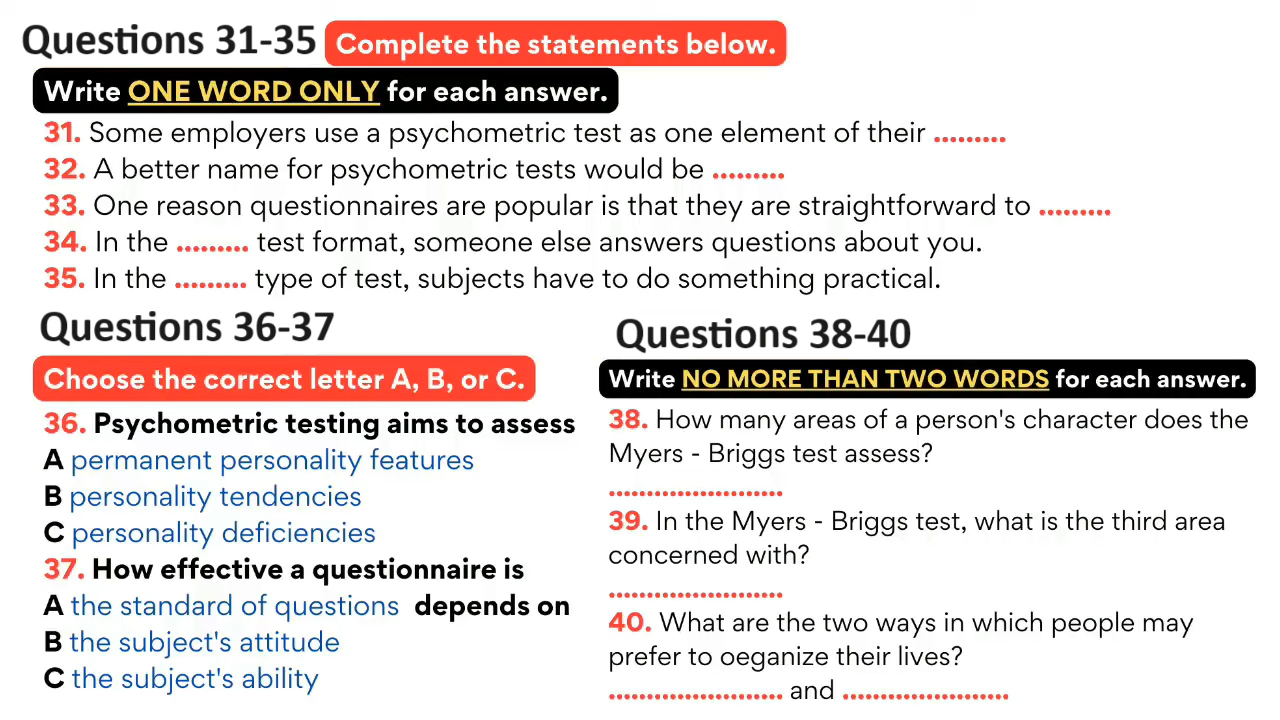 Questions 31-35 Complete the statements below.
Write ONE WORD ONLY for each answer.
31. Some employers use a psychometric test as one element of their .........
32. A better name for psychometric tests would be .........
33. One reason questionnaires are popular is that they are straightforward to .........
34. In the ......... test format, someone else answers questions about you.
35. In the ......... type of test, subjects have to do something practical.
Questions 36-37
Choose the correct letter A, B, or C.
36. Psychometric testing aims to assess
A permanent personality features
B personality tendencies
C personality deficiencies
37. How effective a questionnaire is
A the standard of questions depends on
B the subject's attitude
C the subject's ability
Questions 38-40
Write NO MORE THAN TWO WORDS for each answer.
38. How many areas of a person's character does the
Myers - Briggs test assess?
.......................
39. In the Myers - Briggs test, what is the third area
concerned with?
.......................
40. What are the two ways in which people may
prefer to oeganize their lives?
....................... and ......................